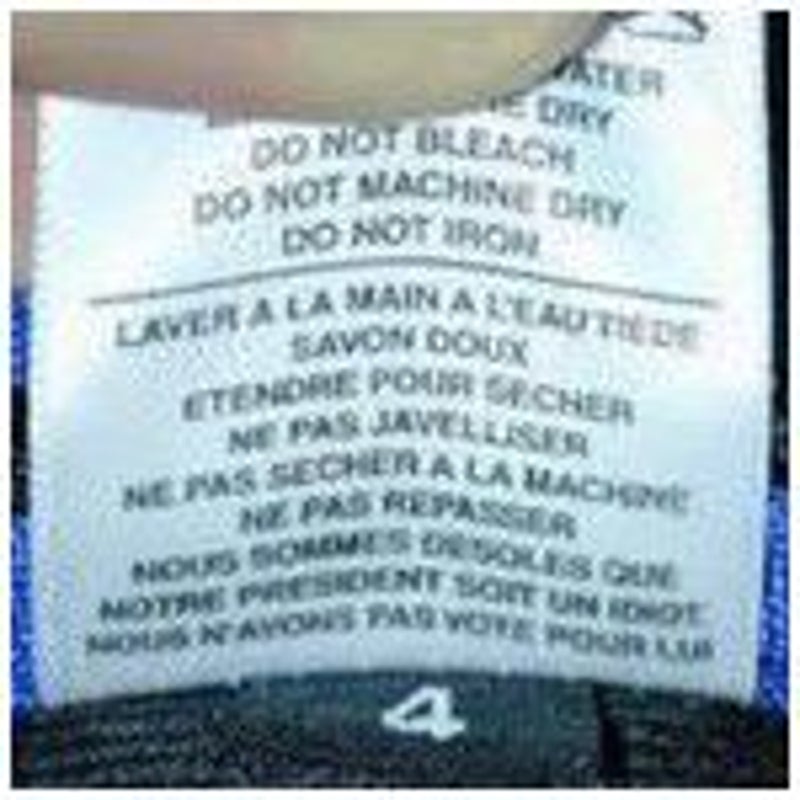 WATER
DRY
DO NOT BLEACH
DO NOT MACHINE DRY
DO NOT IRON
LAVER A LA MAIN A L'EAU TIEDE
SAVON DOUX
ETENDRE POUR SECHER
NE PAS JAVELLISER
NE PAS SECHER A LA MACHINE
NE PAS REPASSER
NOUS SOMMES DESOLES QUE
NOTRE PRESIDENT SOIT UN IDIOT
NOUS N'AVONS PAS VOTE POUR LUI
4